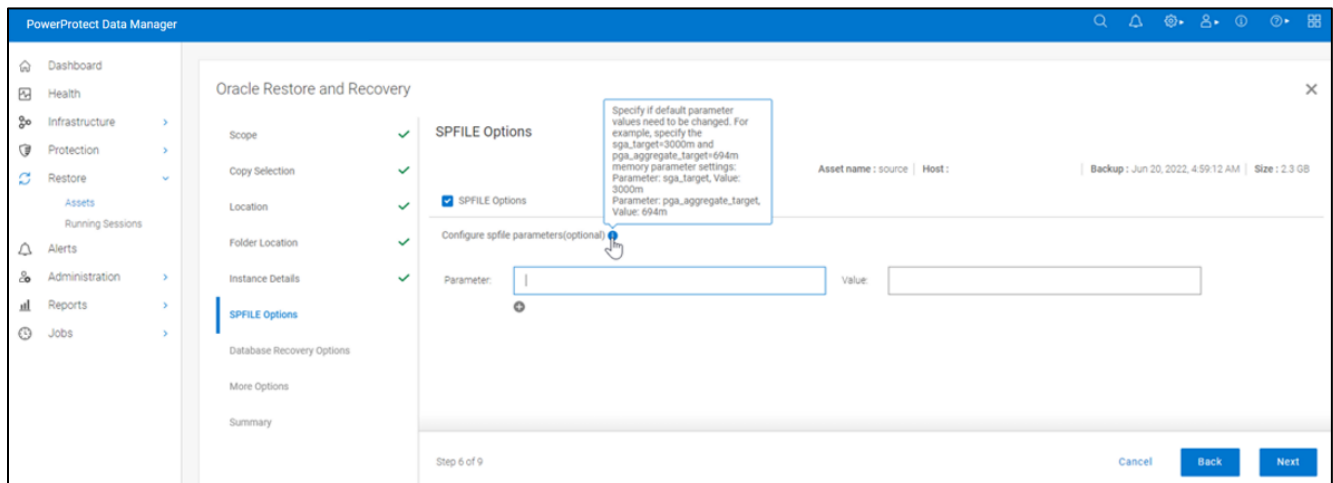 PowerProtect Data Manager
Dashboard
Health
Infrastructure
Protection
Restore
Assets
Running Sessions
Alerts
Administration
Reports
Jobs
Oracle Restore and Recovery
Scope
Copy Selection
Location
Folder Location
Instance Details
SPFILE Options
Database Recovery Options
More Options
Summary
SPFILE Options
Specify if default parameter
values need to be changed. For
example, specify the
sga_target=3000m and
pga_aggregate_target=694m
memory parameter settings:
Parameter: sga_target, Value:
3000m
Parameter: pga_aggregate_target,
Value: 694m
Asset name : source | Host :
Backup : Jun 20, 2022, 4:59:12 AM | Size : 2.3 GB
SPFILE Options
Configure spfile parameters(optional)
Parameter:
Value:
Step 6 of 9
Cancel
Back
Next